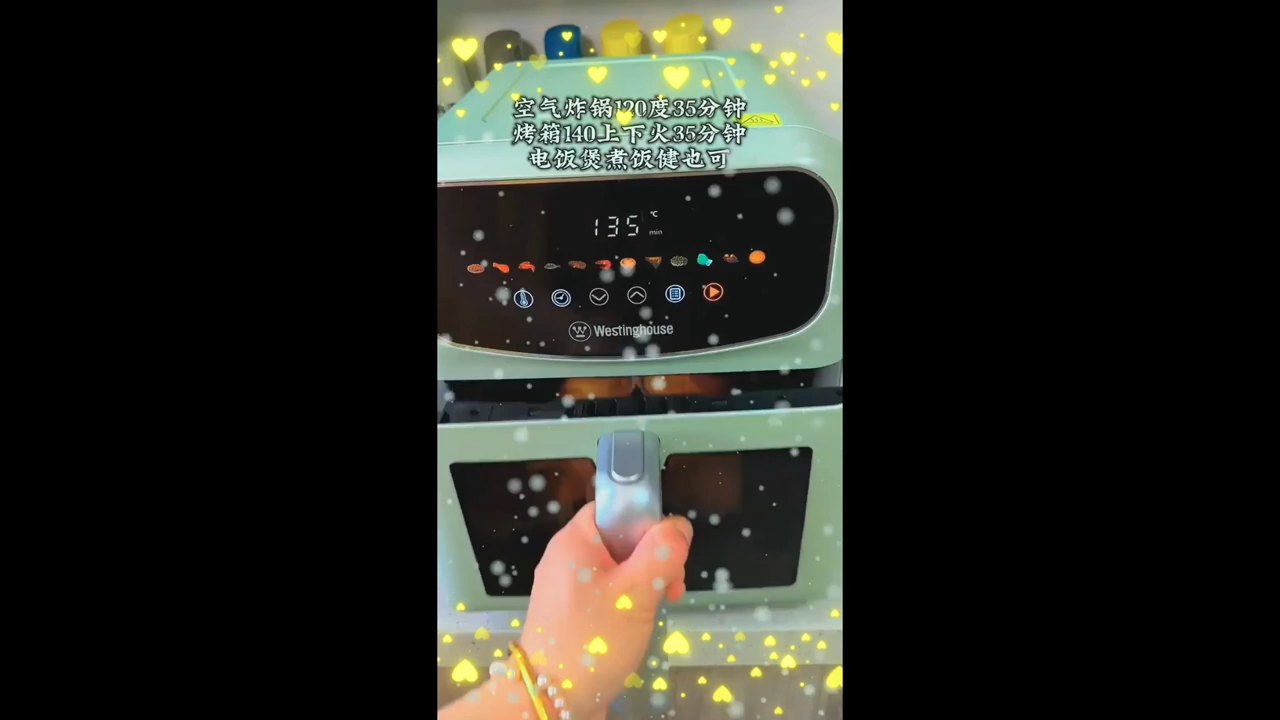 空气炸锅120度35分钟
烤箱140上下火35分钟
电饭煲煮饭健也可
135
℃
min
Westinghouse